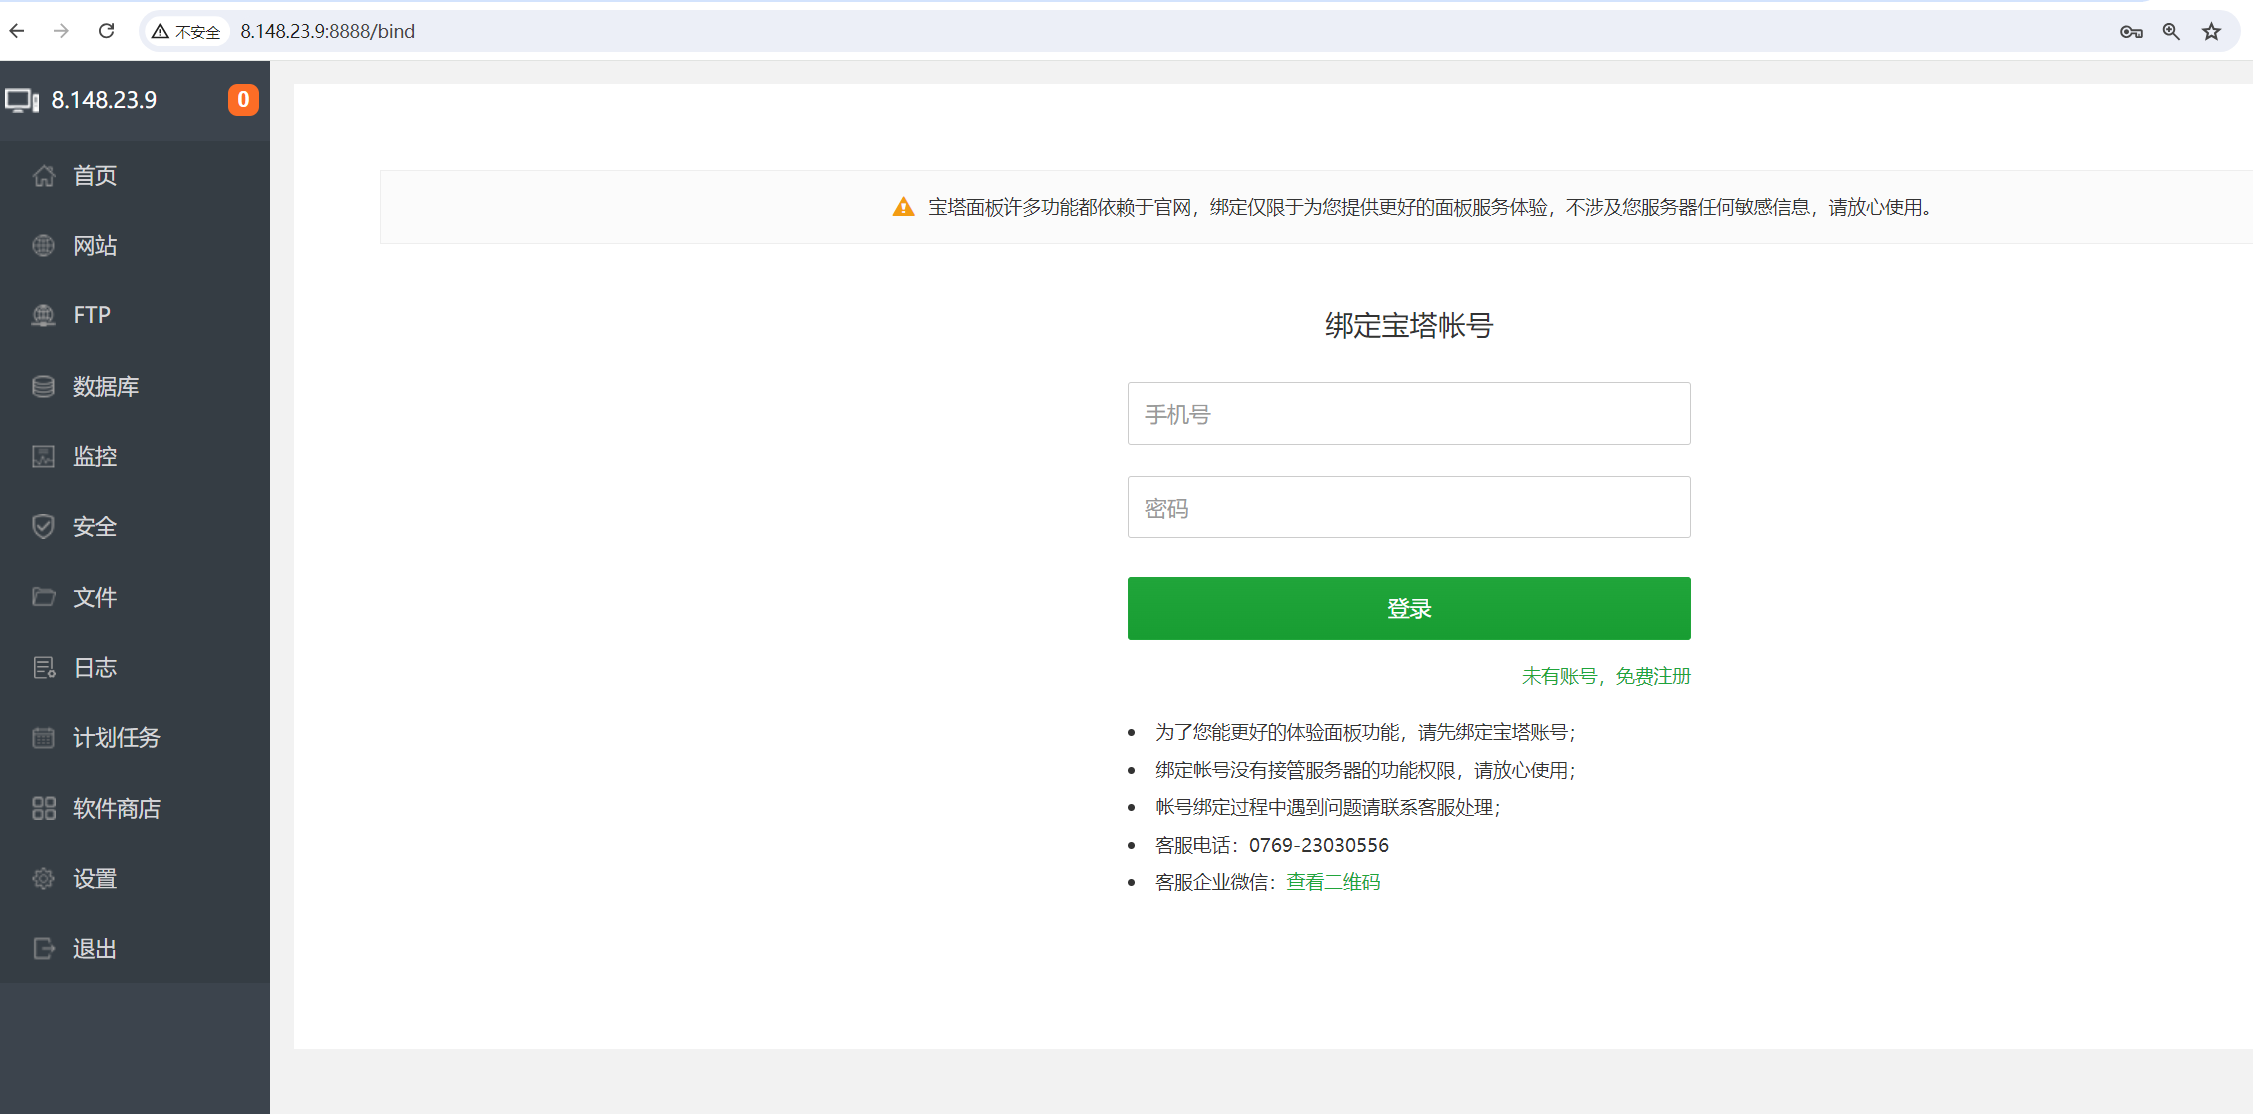 不安全 8.148.23.9:8888/bind
8.148.23.9 0
首页
网站
FTP
数据库
监控
安全
文件
日志
计划任务
软件商店
设置
退出
宝塔面板许多功能都依赖于官网，绑定仅限于为您提供更好的面板服务体验，不涉及您服务器任何敏感信息，请放心使用。
绑定宝塔帐号
手机号
密码
登录
未有账号，免费注册
为了您能更好的体验面板功能，请先绑定宝塔账号；
绑定帐号没有接管服务器的功能权限，请放心使用；
帐号绑定过程中遇到问题请联系客服处理；
客服电话：0769-23030556
客服企业微信：查看二维码